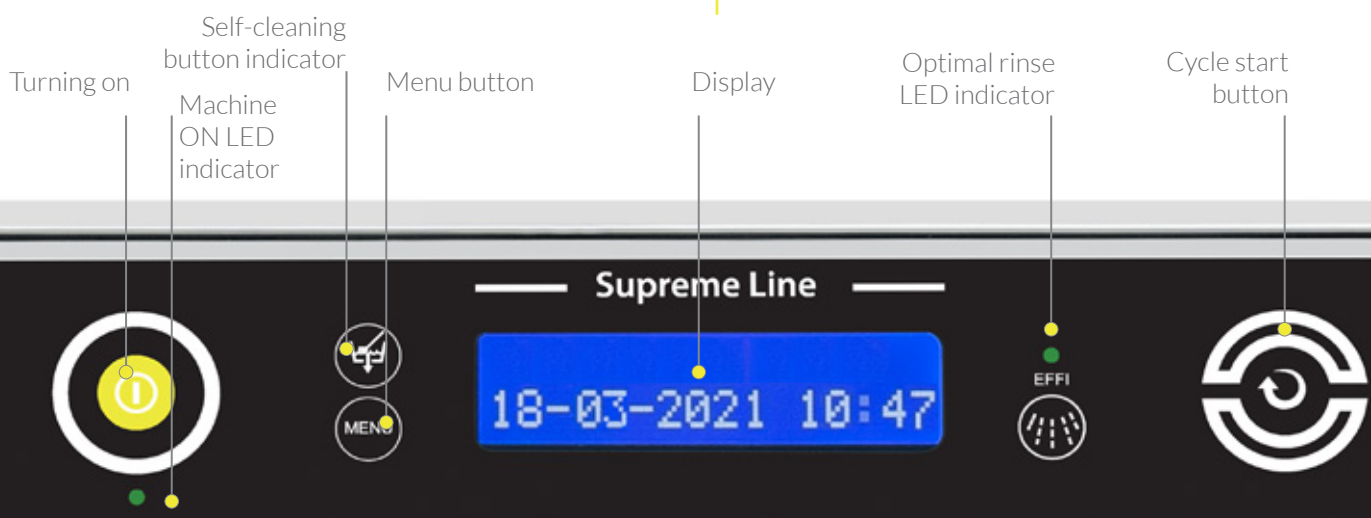 Self-cleaning
button indicator
Turning on
Machine
ON LED
indicator
Menu button
Display
Optimal rinse
LED indicator
Cycle start
button
Supreme Line
18-03-2021 10:47
EFFI
MENU